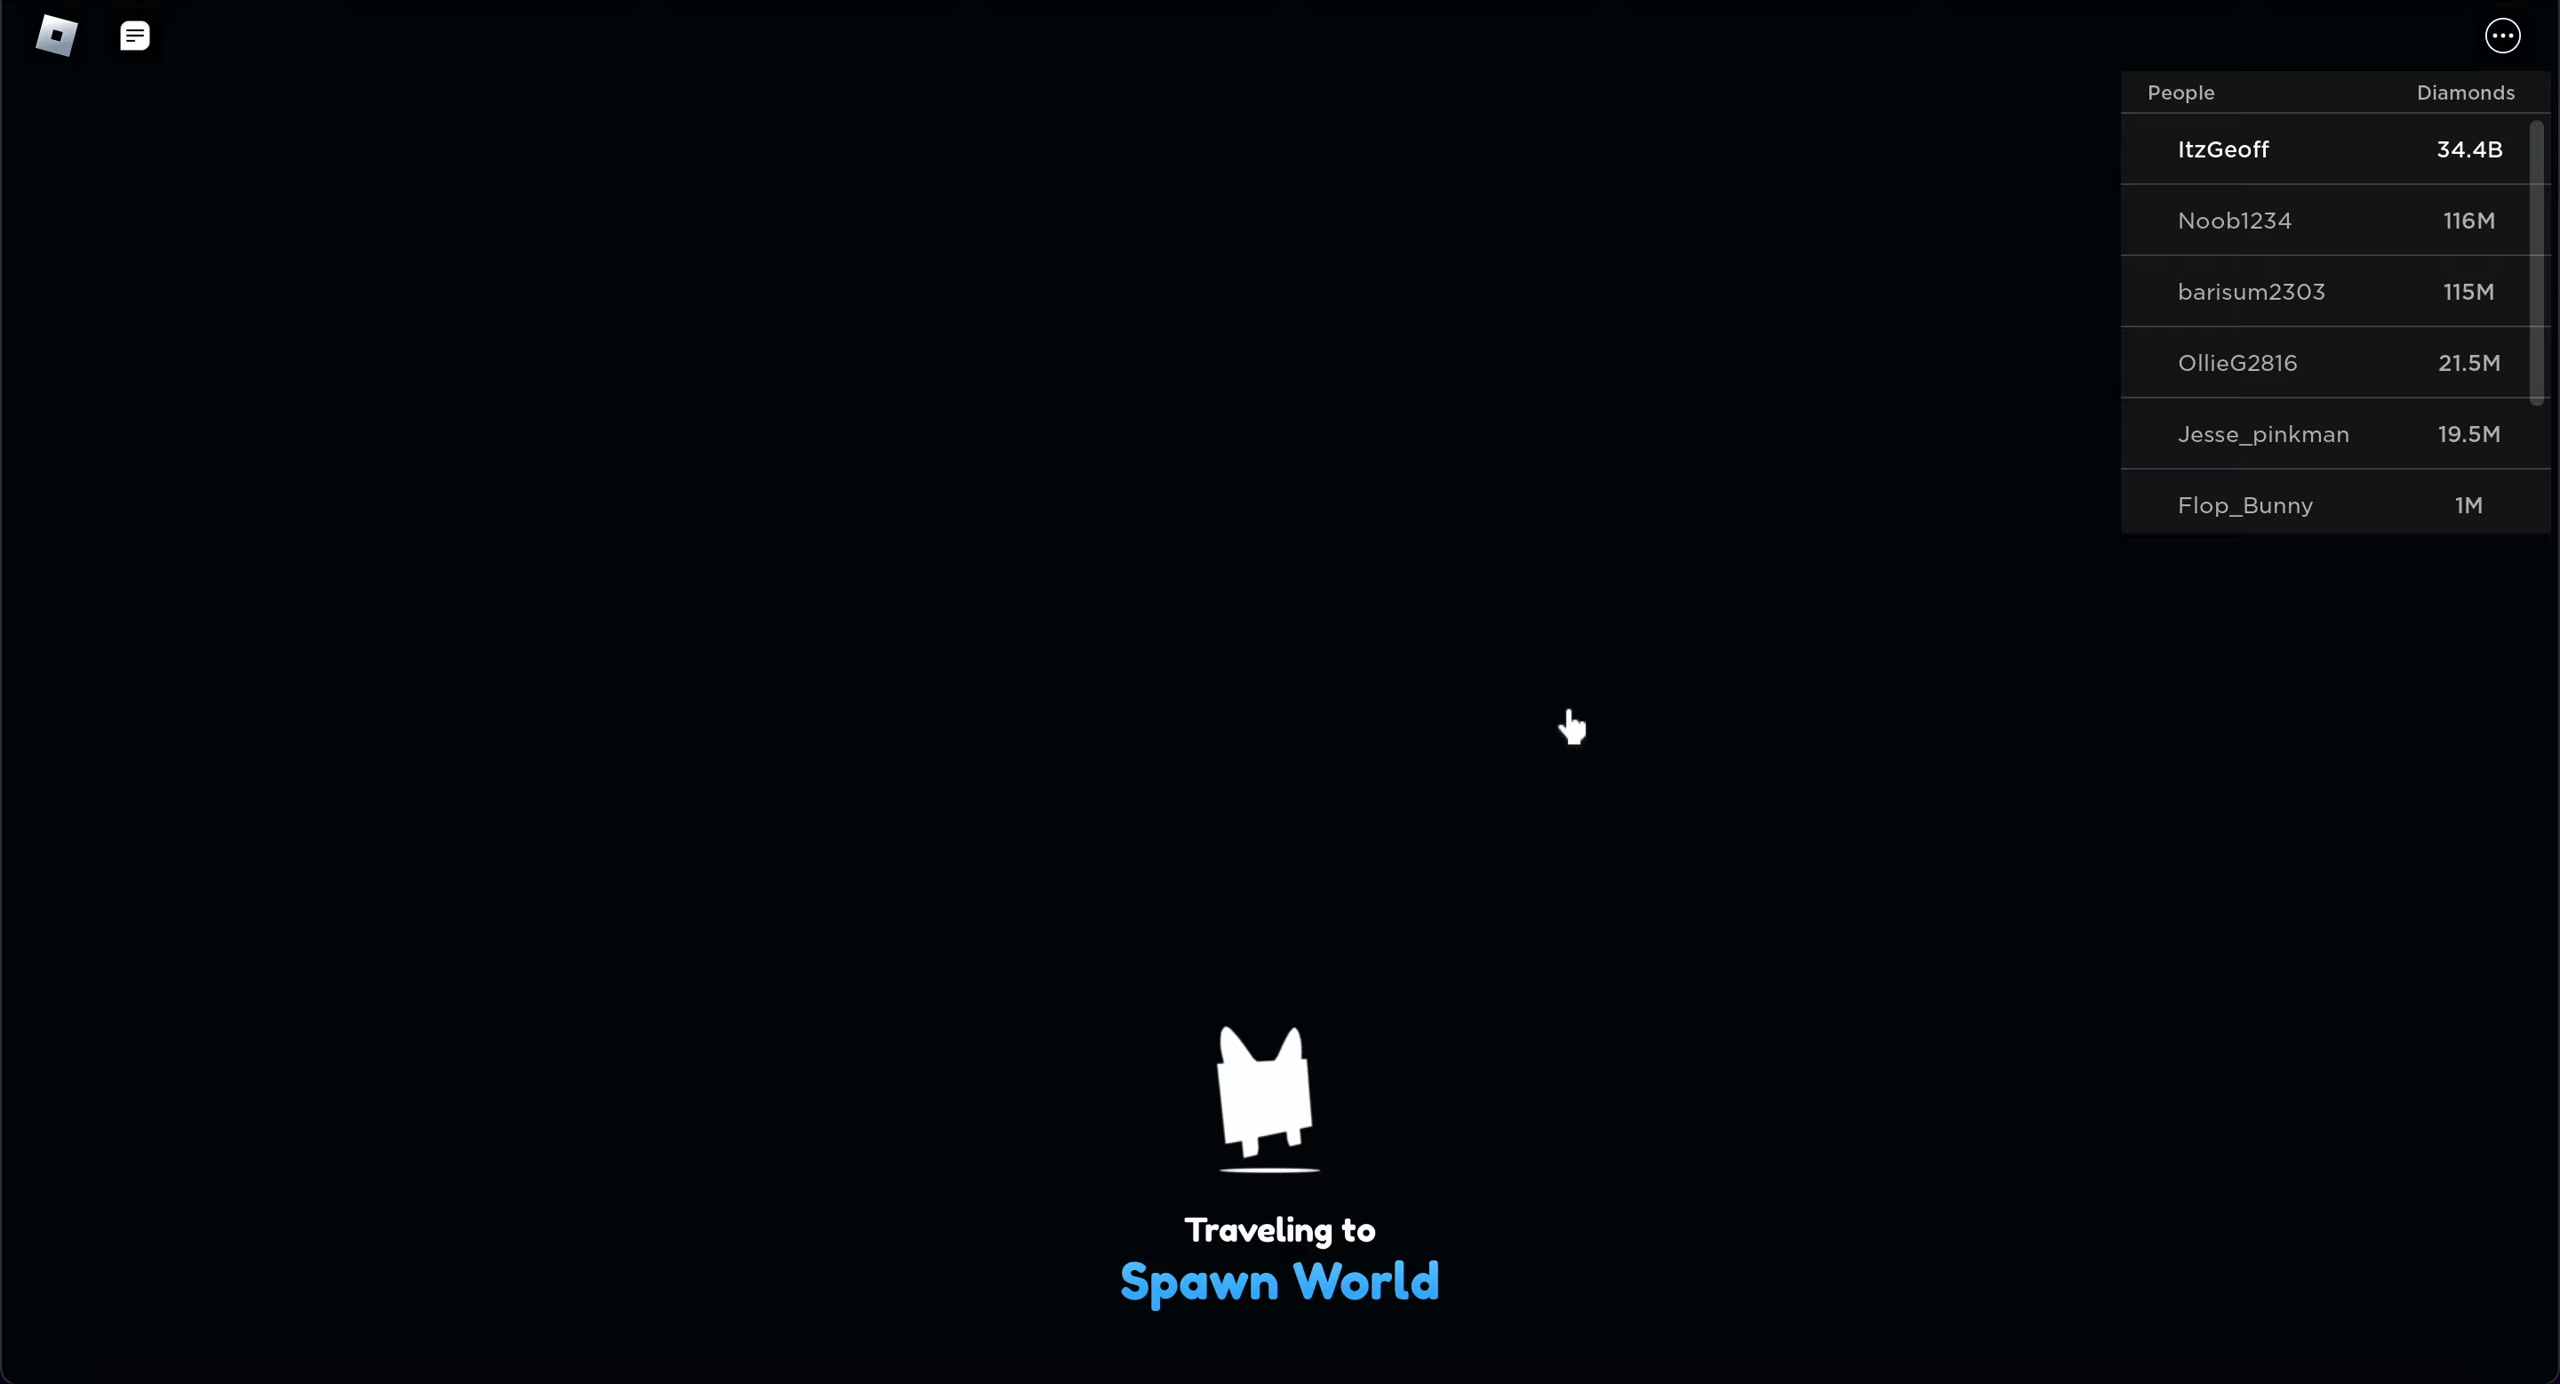 People Diamonds
ItzGeoff 34.4B
Noob1234 116M
barisum2303 115M
OllieG2816 21.5M
Jesse_pinkman 19.5M
Flop_Bunny 1M
Traveling to
Spawn World